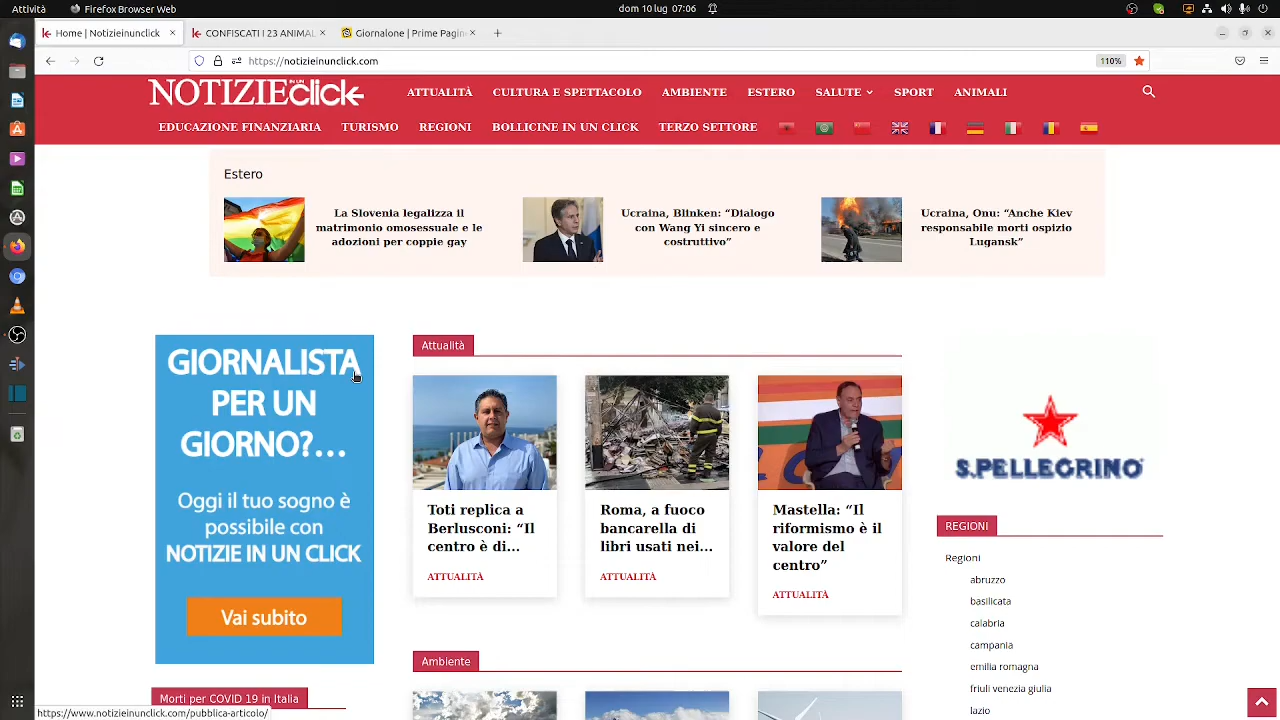 Attività
Firefox Browser Web
dom 10 lug 07:06
Home | Notizieinunclick
CONFISCATI I 23 ANIMAL
Giornalone | Prime Pagin
https://notizieinunclick.com
110%
NOTIZIE IN UN click
ATTUALITÀ
CULTURA E SPETTACOLO
AMBIENTE
ESTERO
SALUTE
SPORT
ANIMALI
EDUCAZIONE FINANZIARIA
TURISMO
REGIONI
BOLLICINE IN UN CLICK
TERZO SETTORE
Estero
La Slovenia legalizza il
matrimonio omosessuale e le
adozioni per coppie gay
Ucraina, Blinken: “Dialogo
con Wang Yi sincero e
costruttivo”
Ucraina, Onu: “Anche Kiev
responsabile morti ospizio
Lugansk”
GIORNALISTA
PER UN
GIORNO?...
Oggi il tuo sogno è
possibile con
NOTIZIE IN UN CLICK
Vai subito
Morti per COVID 19 in Italia
https://www.notizieinunclick.com/pubblica-articolo/
Attualità
Toti replica a
Berlusconi: “Il
centro è di...
ATTUALITÀ
Roma, a fuoco
bancarella di
libri usati nei...
ATTUALITÀ
Mastella: “Il
riformismo è il
valore del
centro”
ATTUALITÀ
Ambiente
S.PELLEGRINO
REGIONI
Regioni
abruzzo
basilicata
calabria
campania
emilia romagna
friuli venezia giulia
lazio